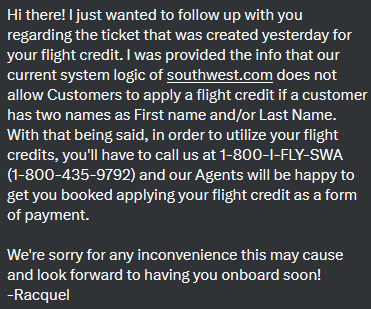 Hi there! I just wanted to follow up with you
regarding the ticket that was created yesterday for
your flight credit. I was provided the info that our
current system logic of southwest.com does not
allow Customers to apply a flight credit if a customer
has two names as First name and/or Last Name.
With that being said, in order to utilize your flight
credits, you'll have to call us at 1-800-I-FLY-SWA
(1-800-435-9792) and our Agents will be happy to
get you booked applying your flight credit as a form
of payment.

We're sorry for any inconvenience this may cause
and look forward to having you onboard soon!
-Racquel